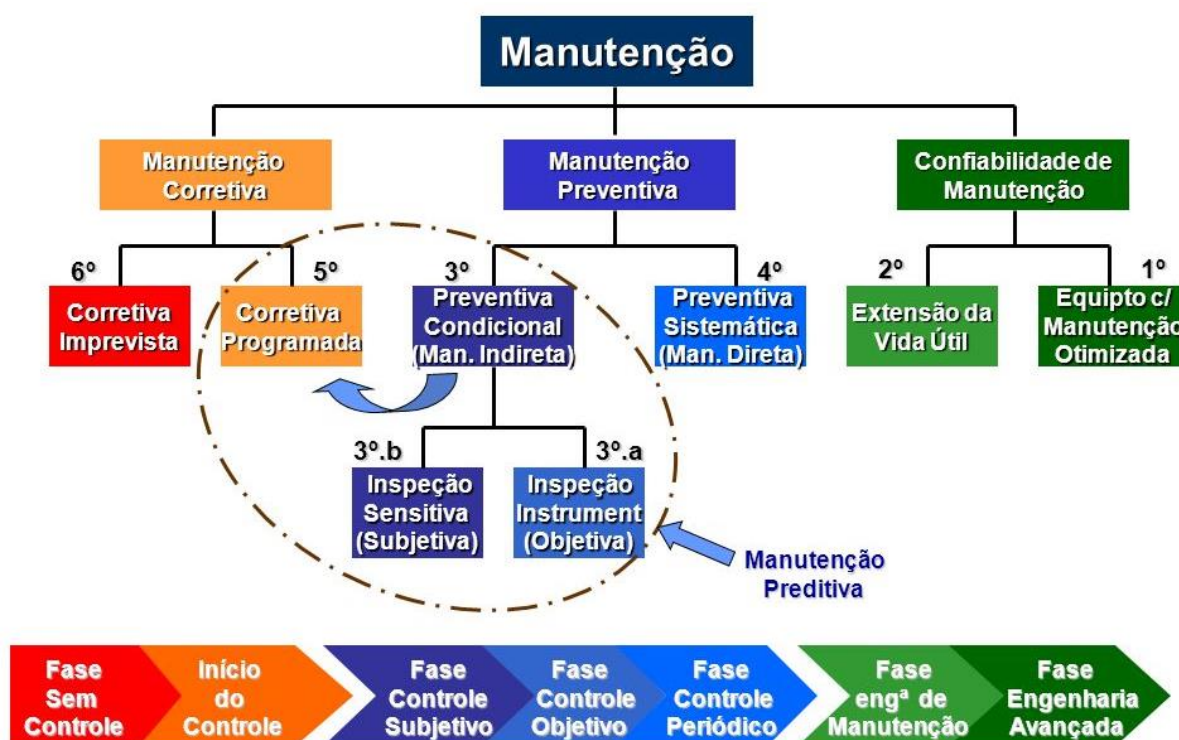 Manutenção
Manutenção
Corretiva
Manutenção
Preventiva
Confiabilidade de
Manutenção
6º
Corretiva
Imprevista
5º
Corretiva
Programada
3º
Preventiva
Condicional
(Man. Indireta)
4º
Preventiva
Sistemática
(Man. Direta)
2º
Extensão da
Vida Útil
1º
Equipto c/
Manutenção
Otimizada
3º.b
Inspeção
Sensitiva
(Subjetiva)
3º.a
Inspeção
Instrument
(Objetiva)
Manutenção
Preditiva
Fase
Sem
Controle
Início
do
Controle
Fase
Controle
Subjetivo
Fase
Controle
Objetivo
Fase
Controle
Periódico
Fase
engª de
Manutenção
Fase
Engenharia
Avançada